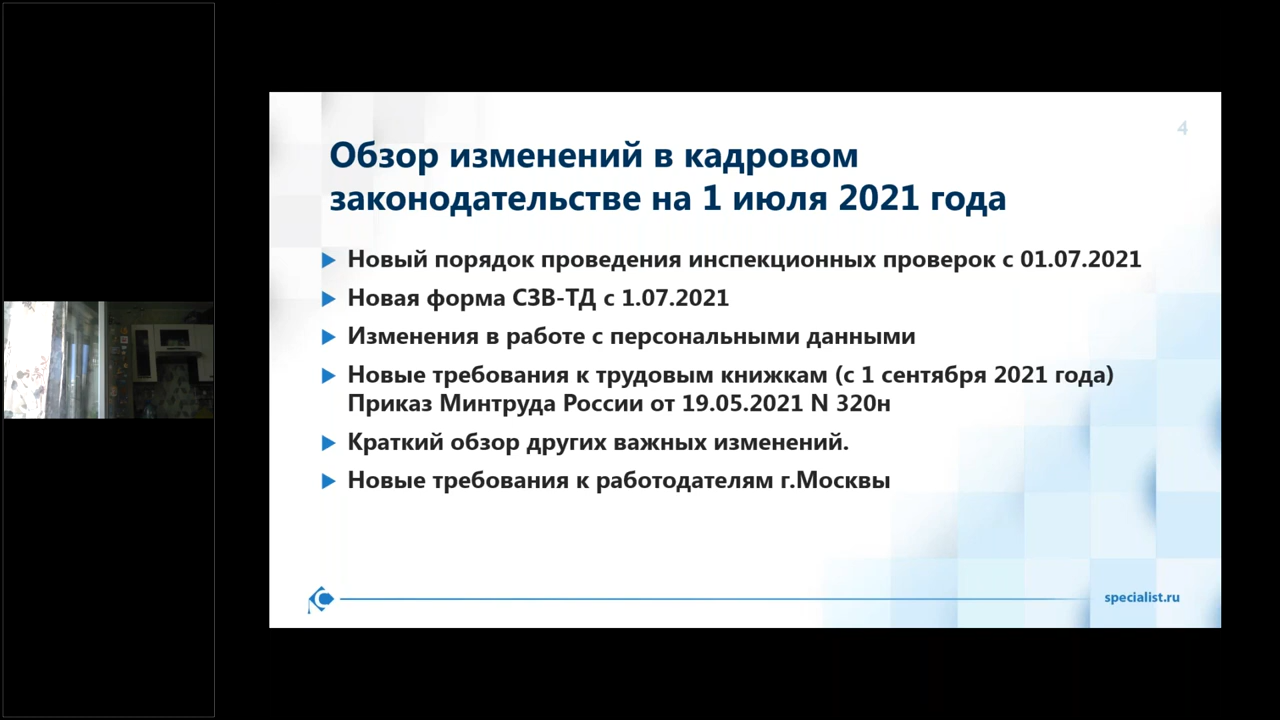 4
Обзор изменений в кадровом
законодательстве на 1 июля 2021 года
Новый порядок проведения инспекционных проверок с 01.07.2021
Новая форма СЗВ-ТД с 1.07.2021
Изменения в работе с персональными данными
Новые требования к трудовым книжкам (с 1 сентября 2021 года)
Приказ Минтруда России от 19.05.2021 N 320н
Краткий обзор других важных изменений.
Новые требования к работодателям г.Москвы
specialist.ru